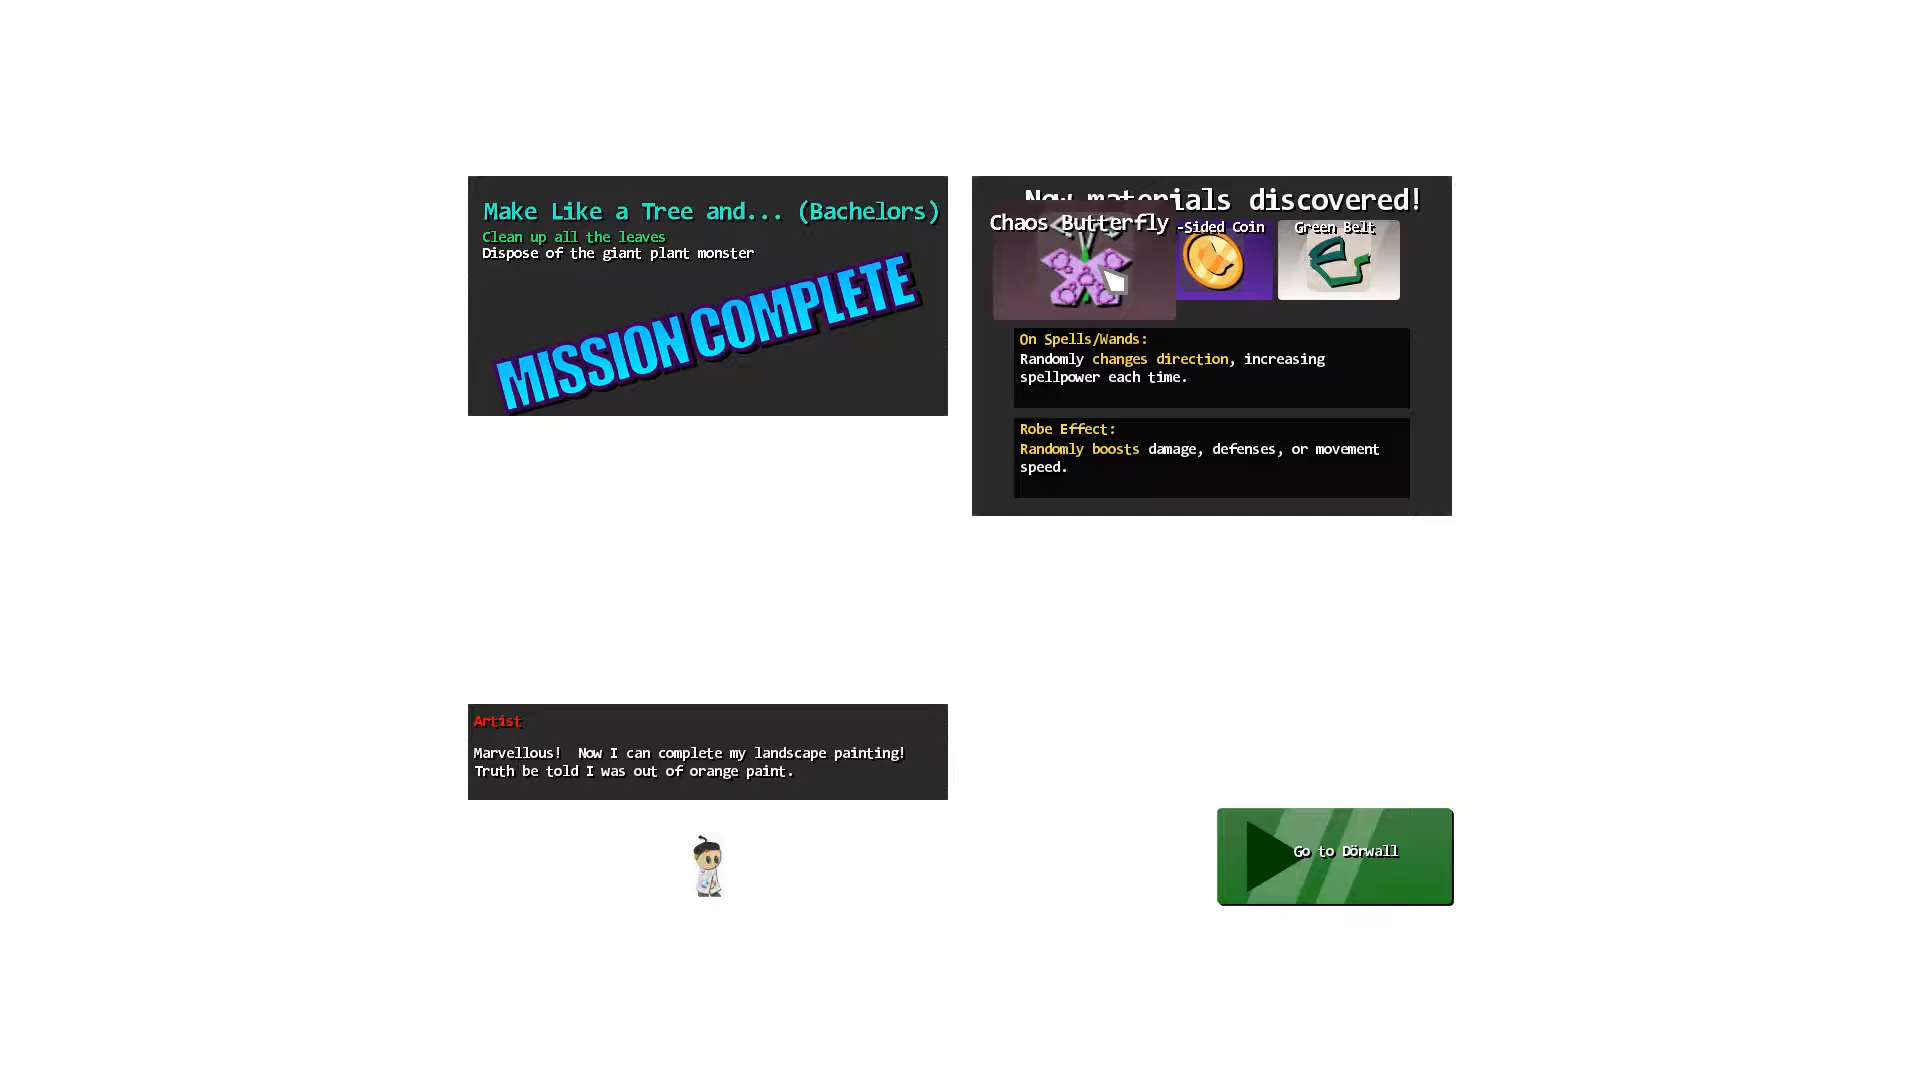 Make Like a Tree and... (Bachelors)
Clean up all the leaves
Dispose of the giant plant monster
MISSION COMPLETE
New materials discovered!
Chaos Butterfly
-Sided Coin
Green Belt
On Spells/Wands:
Randomly changes direction, increasing
spellpower each time.
Robe Effect:
Randomly boosts damage, defenses, or movement
speed.
Artist
Marvellous!  Now I can complete my landscape painting!
Truth be told I was out of orange paint.
Go to Dörwall